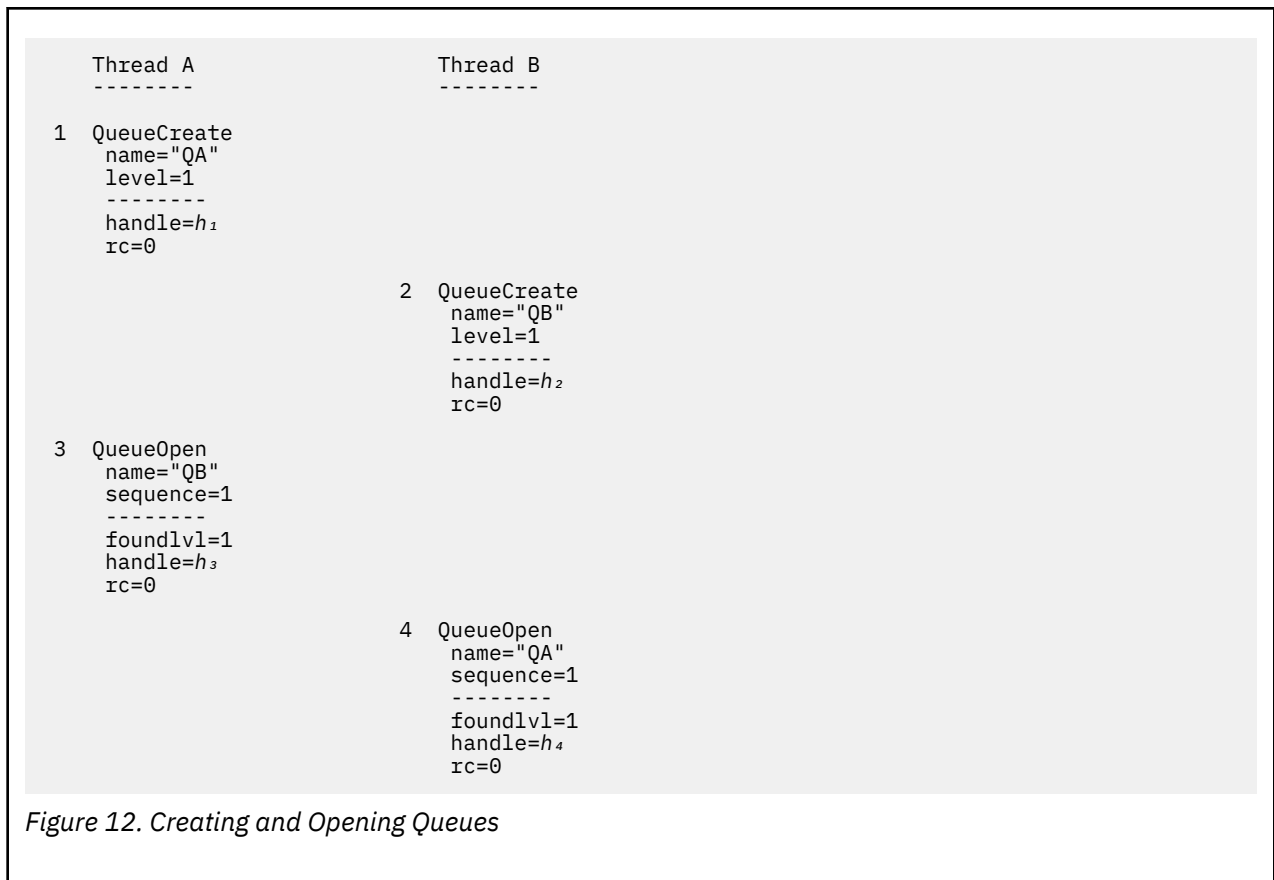 Thread A Thread B
-------- --------
1 QueueCreate
name="QA"
level=1
--------
handle=h₁
rc=0
2 QueueCreate
name="QB"
level=1
--------
handle=h₂
rc=0
3 QueueOpen
name="QB"
sequence=1
--------
foundlvl=1
handle=h₃
rc=0
4 QueueOpen
name="QA"
sequence=1
--------
foundlvl=1
handle=h₄
rc=0
Figure 12. Creating and Opening Queues